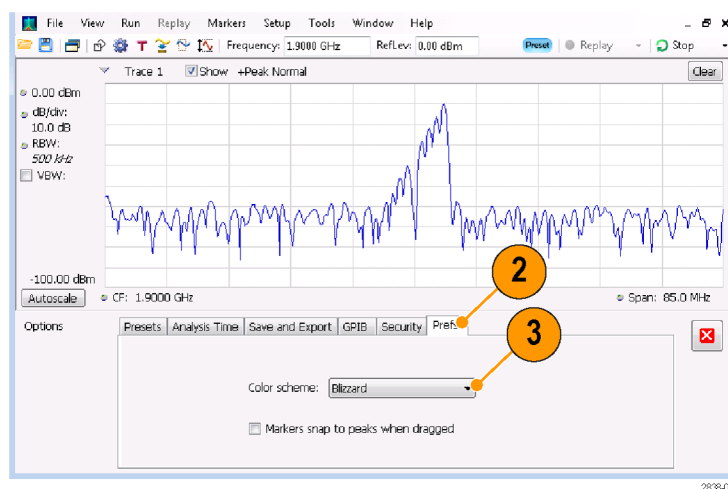 File View Run Replay Markers Setup Tools Window Help
T Frequency: 1.9000 GHz RefLev: 0.00 dBm Preset Replay Stop
Trace 1 Show +Peak Normal Clear
0.00 dBm
dB/div:
10.0 dB
RBW:
500 kHz
VBW:
-100.00 dBm
Autoscale CF: 1.9000 GHz Span: 85.0 MHz
2
Options Presets Analysis Time Save and Export GPIB Security Prefs
3
Color scheme: Blizzard
Markers snap to peaks when dragged